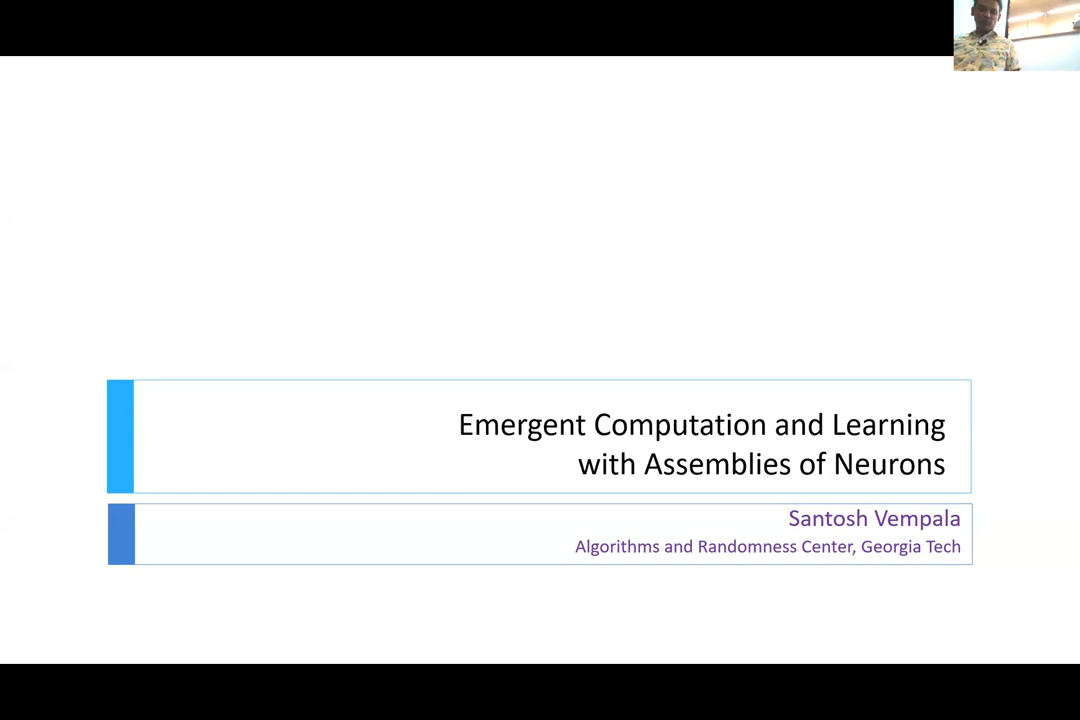 Emergent Computation and Learning
with Assemblies of Neurons
Santosh Vempala
Algorithms and Randomness Center, Georgia Tech